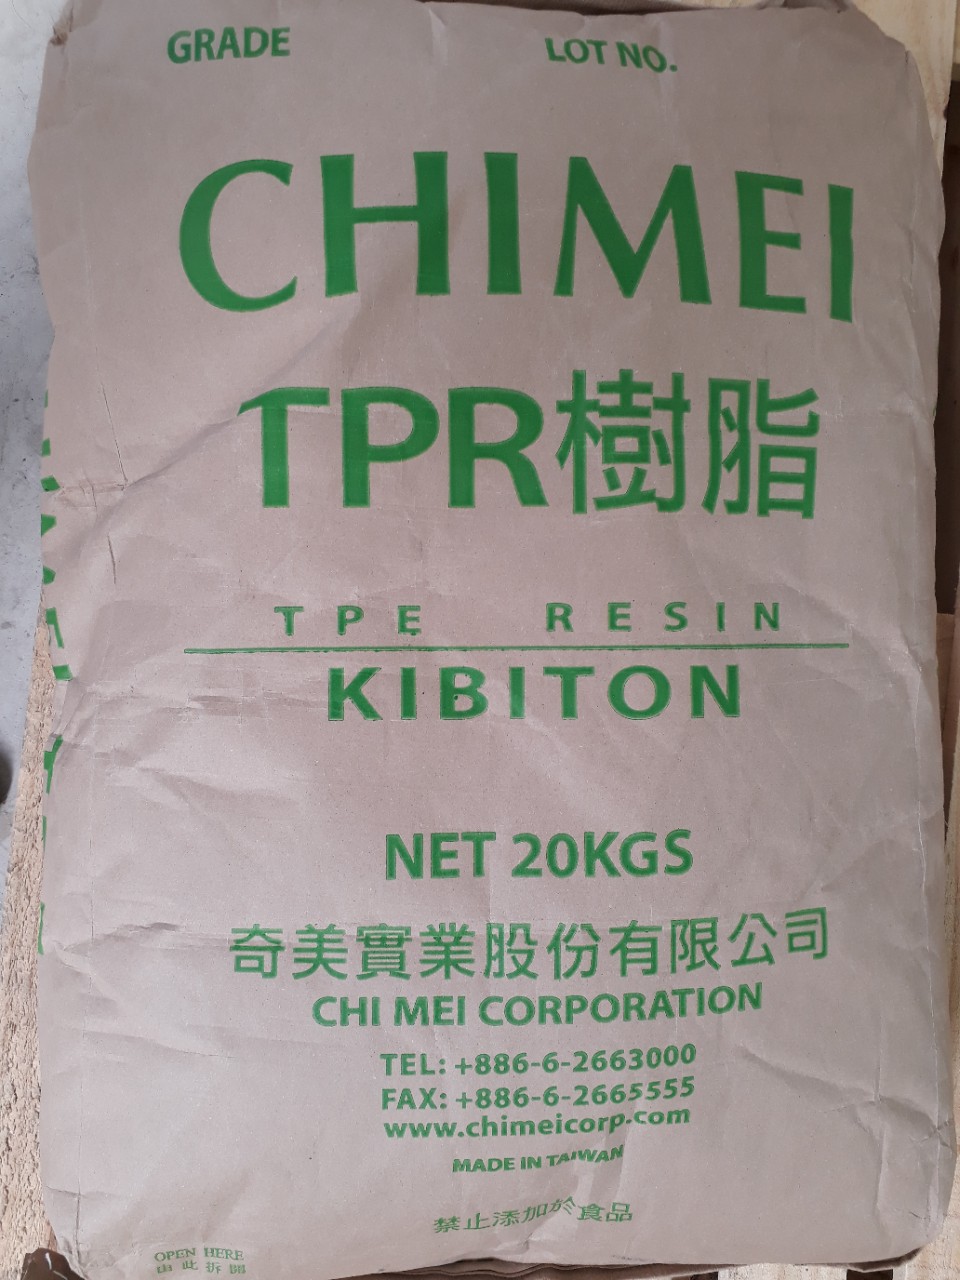 GRADE LOT NO.
CHIMEI
TPR樹脂
TPE RESIN
KIBITON
NET 20KGS
奇美實業股份有限公司
CHI MEI CORPORATION
TEL: +886-6-2663000
FAX: +886-6-2665555
www.chimeicorp.com
MADE IN TAIWAN
禁止添加於食品
OPEN HERE
由此拆開